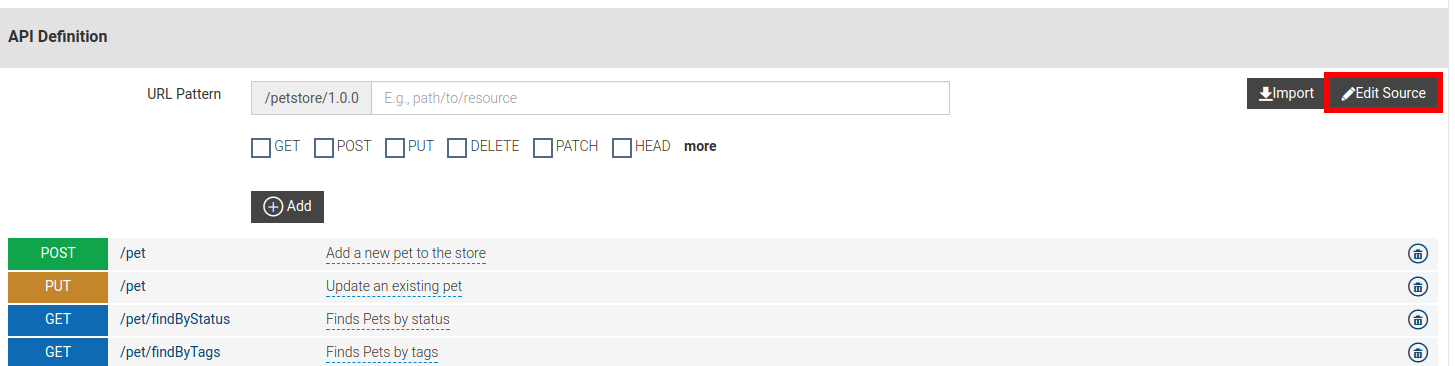 API Definition
URL Pattern /petstore/1.0.0 E.g., path/to/resource Import Edit Source
GET POST PUT DELETE PATCH HEAD more
Add
POST /pet Add a new pet to the store
PUT /pet Update an existing pet
GET /pet/findByStatus Finds Pets by status
GET /pet/findByTags Finds Pets by tags